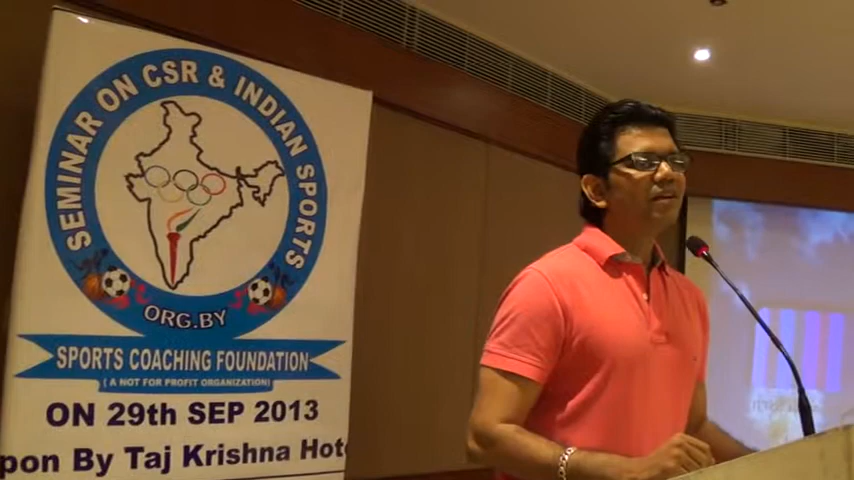 SEMINAR ON CSR & INDIAN SPORTS
ORG.BY
SPORTS COACHING FOUNDATION
( A NOT FOR PROFIT ORGANIZATION )
ON 29th SEP 2013
By Taj Krishna